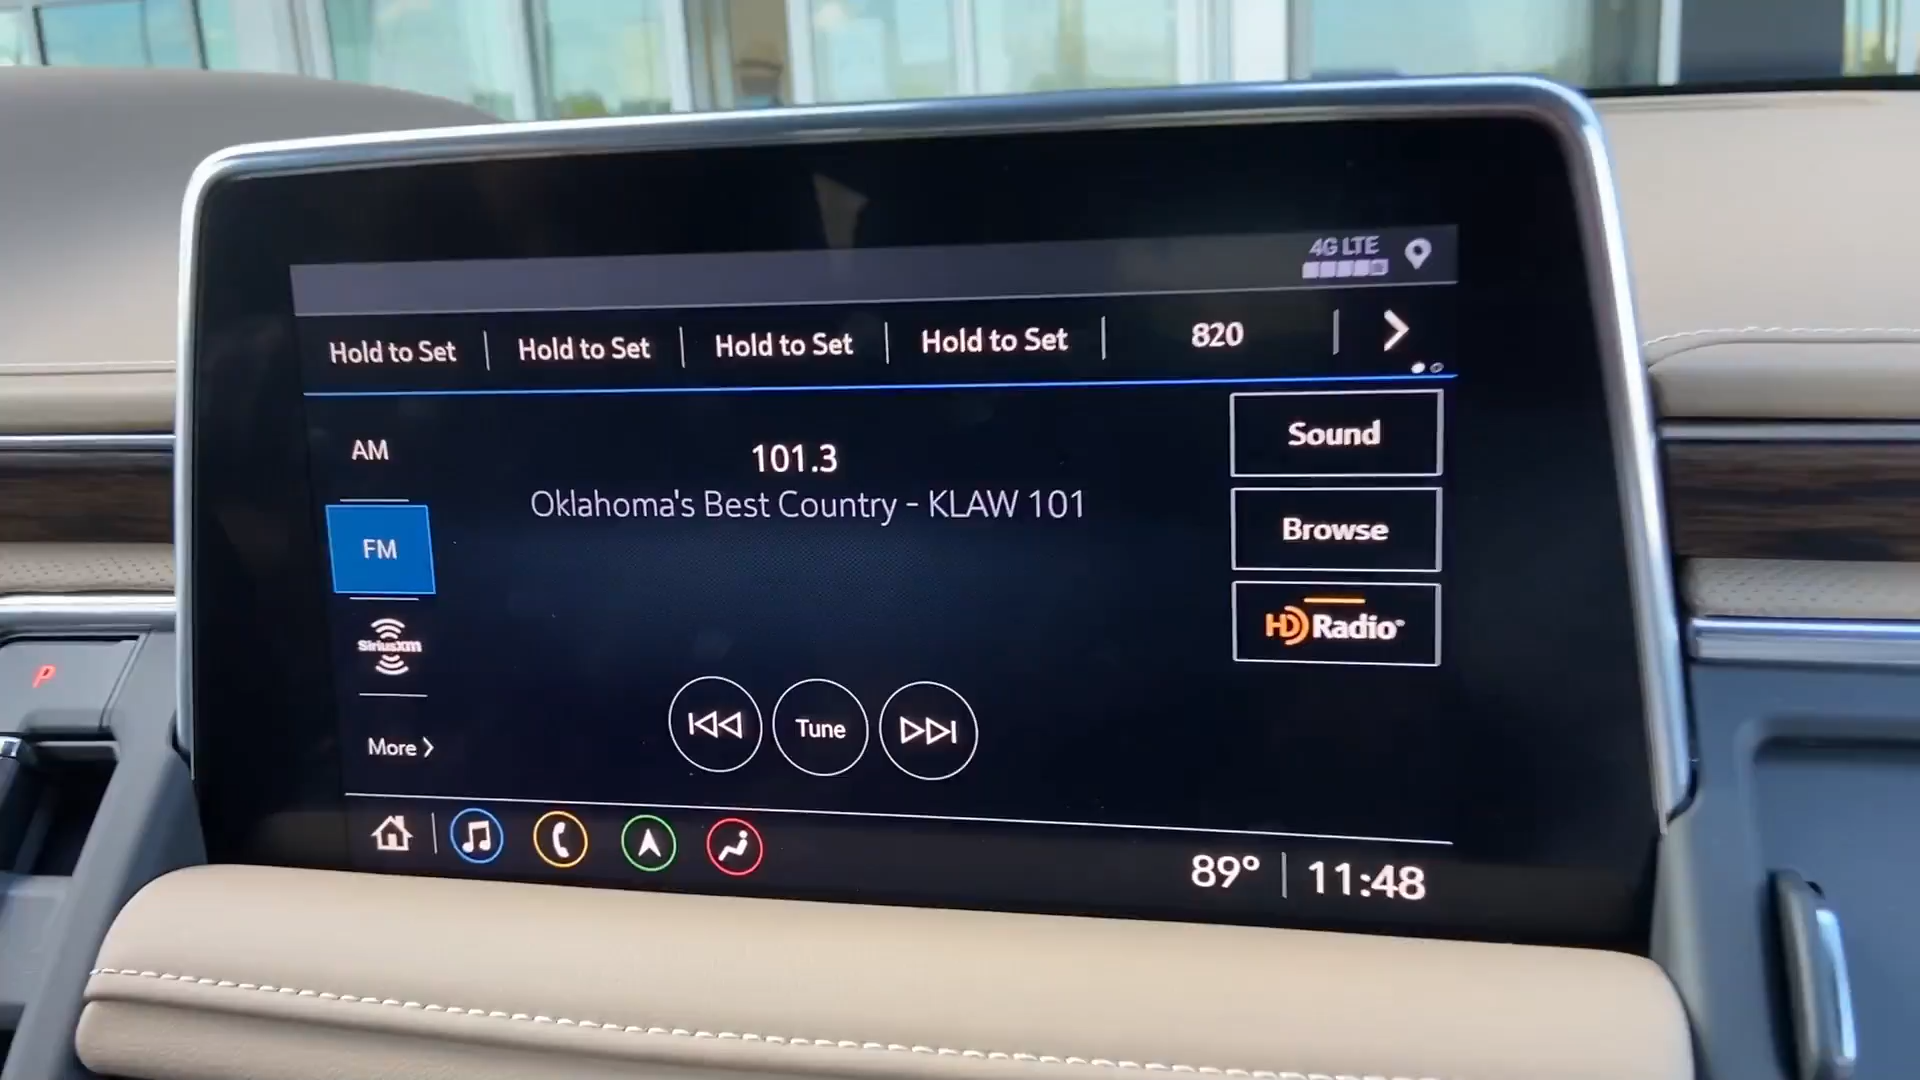 4G LTE
Hold to Set
Hold to Set
Hold to Set
Hold to Set
820
AM
101.3
Sound
Oklahoma's Best Country - KLAW 101
FM
Browse
SiriusXM
HD Radio
P
More
Tune
89°
11:48